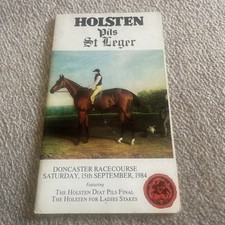 HOLSTEN
Pils
St Leger
DONCASTER RACECOURSE
SATURDAY, 15th SEPTEMBER, 1984
Featuring
THE HOLSTEN DIAT PILS FINAL
THE HOLSTEN FOR LADIES STAKES